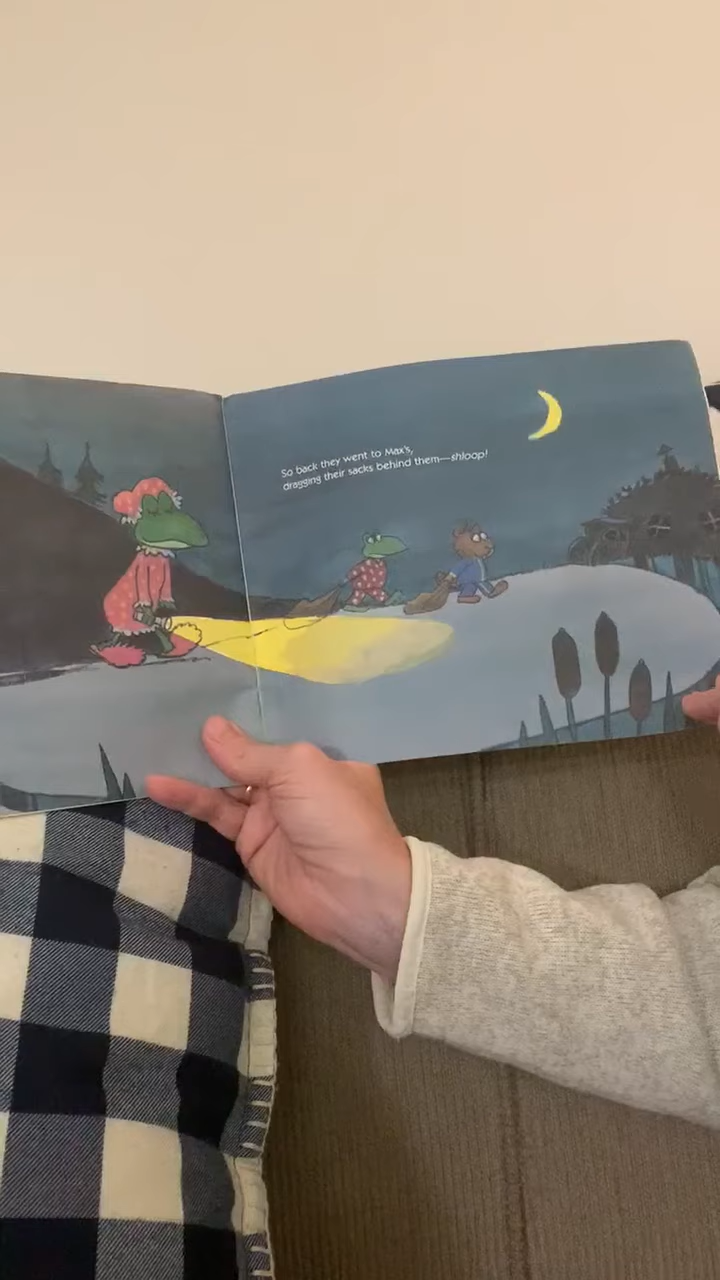 So back they went to Max's,
dragging their sacks behind them—shloop!